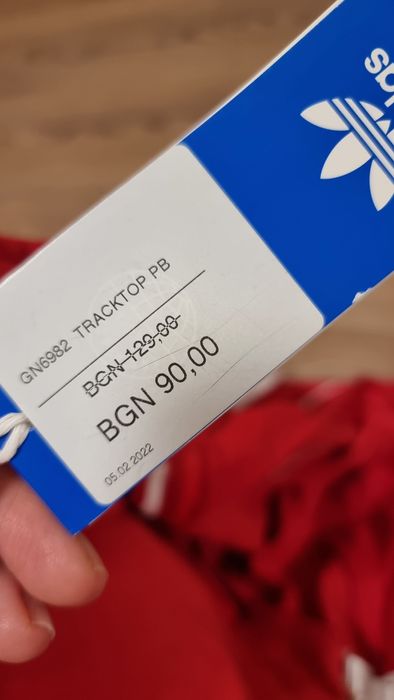 GN6982 TRACKTOP PB
BGN 129,00
BGN 90,00
05.02 2022